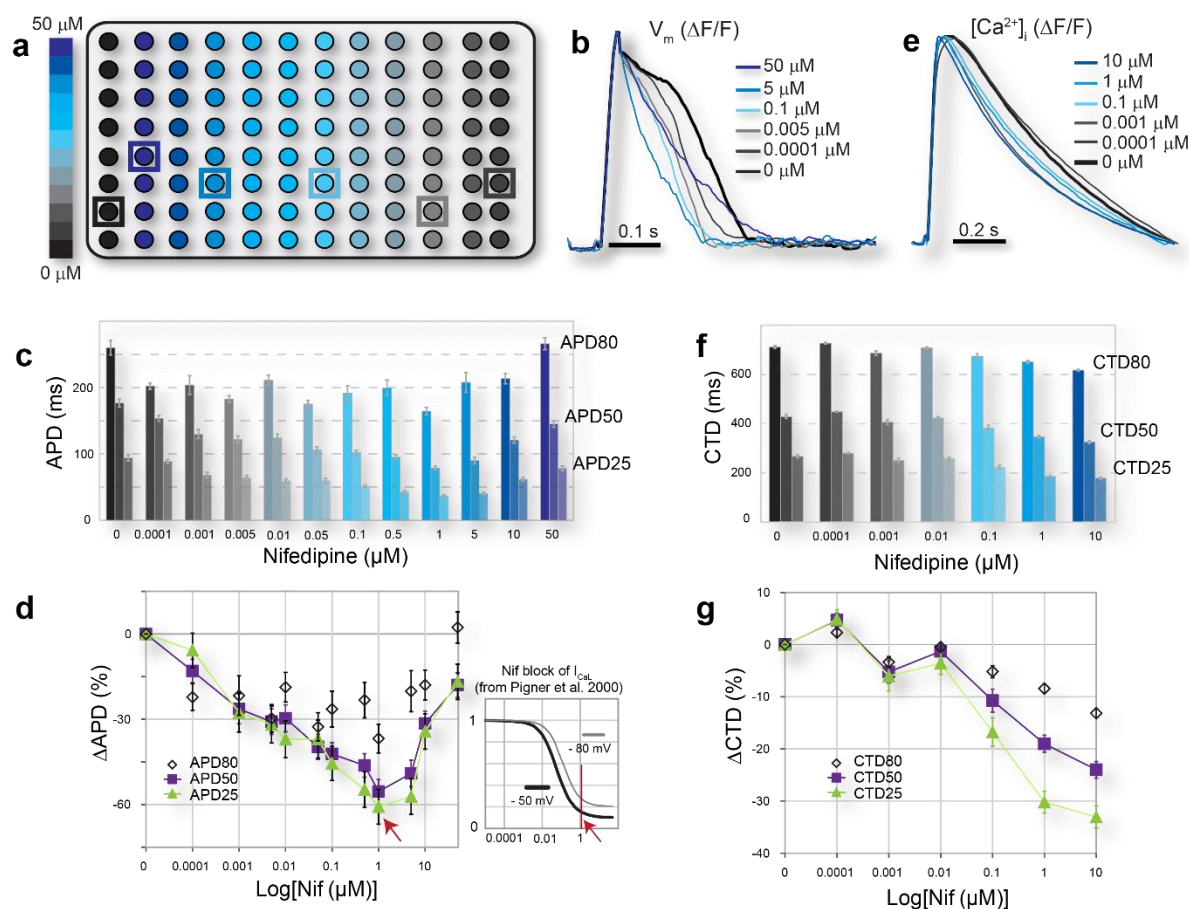 a
50 µM
0 µM
b
Vm (ΔF/F)
50 µM
5 µM
0.1 µM
0.005 µM
0.0001 µM
0 µM
0.1 s
e
[Ca2+]i (ΔF/F)
10 µM
1 µM
0.1 µM
0.001 µM
0.0001 µM
0 µM
0.2 s
c
APD (ms)
200
100
0
APD80
APD50
APD25
0 0.0001 0.001 0.005 0.01 0.05 0.1 0.5 1 5 10 50
Nifedipine (µM)
f
CTD (ms)
600
400
200
0
CTD80
CTD50
CTD25
0 0.0001 0.001 0.01 0.1 1 10
Nifedipine (µM)
d
ΔAPD (%)
0
-30
-60
APD80
APD50
APD25
0 0.0001 0.001 0.01 0.1 1 10
Log[Nif (µM)]
Nif block of ICaL
(from Pigner et al. 2000)
1
0
- 80 mV
- 50 mV
0.0001 0.01 1
g
ΔCTD (%)
10
0
-10
-20
-30
-40
CTD80
CTD50
CTD25
0 0.0001 0.001 0.01 0.1 1 10
Log[Nif (µM)]